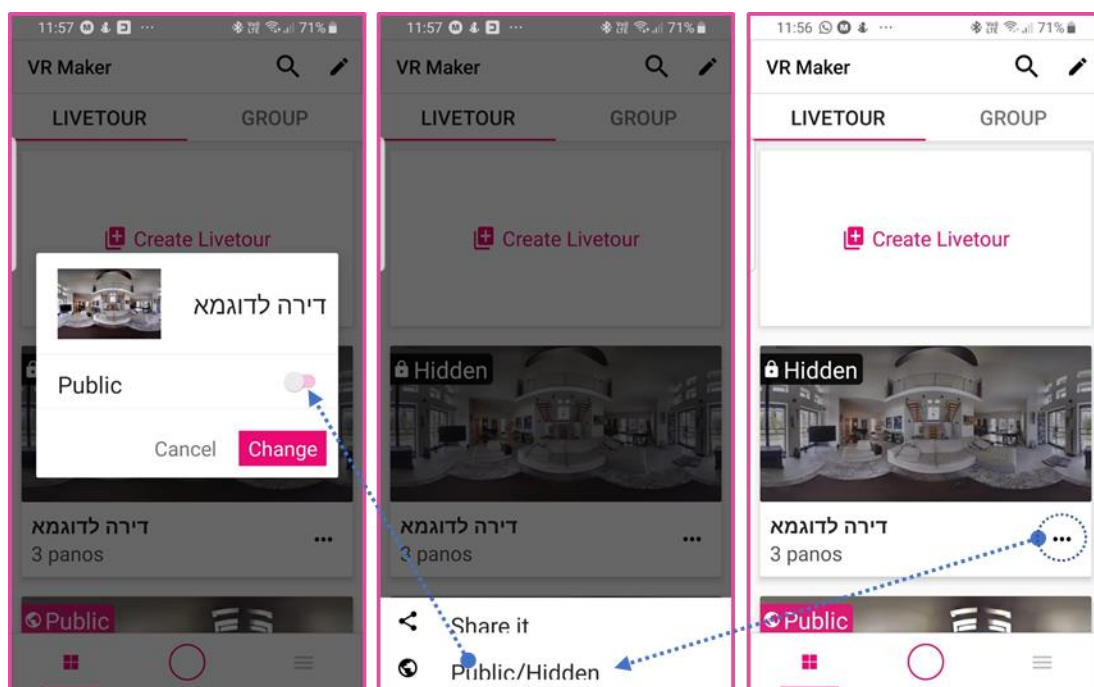 11:57 71%
VR Maker
LIVETOUR GROUP
Create Livetour
דירה לדוגמא
Public
Cancel Change
דירה לדוגמא
3 panos
Public
11:57 71%
VR Maker
LIVETOUR GROUP
Create Livetour
Hidden
דירה לדוגמא
3 panos
Share it
Public/Hidden
11:56 71%
VR Maker
LIVETOUR GROUP
Create Livetour
Hidden
דירה לדוגמא
3 panos
Public